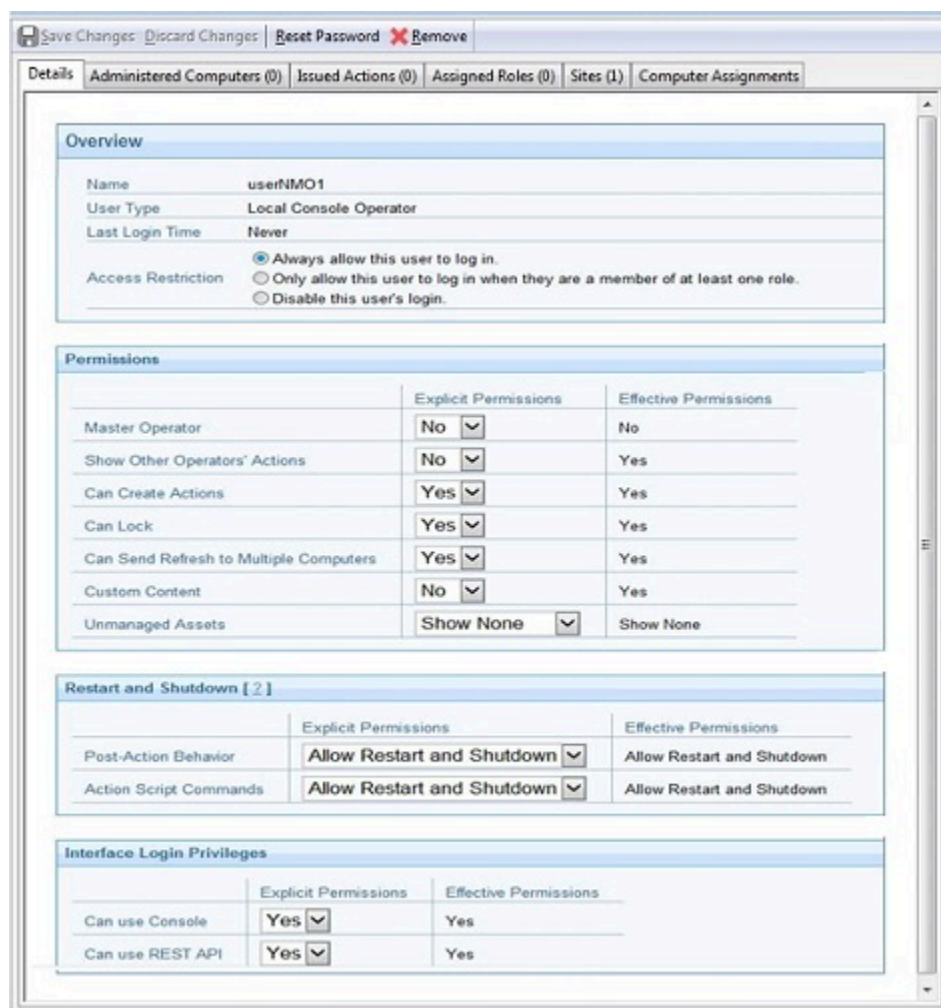 Save Changes Discard Changes Reset Password Remove
Details Administered Computers (0) Issued Actions (0) Assigned Roles (0) Sites (1) Computer Assignments
Overview
Name userNMO1
User Type Local Console Operator
Last Login Time Never
Access Restriction
Always allow this user to log in.
Only allow this user to log in when they are a member of at least one role.
Disable this user's login.
Permissions
Explicit Permissions Effective Permissions
Master Operator No No
Show Other Operators' Actions No Yes
Can Create Actions Yes Yes
Can Lock Yes Yes
Can Send Refresh to Multiple Computers Yes Yes
Custom Content No Yes
Unmanaged Assets Show None Show None
Restart and Shutdown [ ? ]
Explicit Permissions Effective Permissions
Post-Action Behavior Allow Restart and Shutdown Allow Restart and Shutdown
Action Script Commands Allow Restart and Shutdown Allow Restart and Shutdown
Interface Login Privileges
Explicit Permissions Effective Permissions
Can use Console Yes Yes
Can use REST API Yes Yes